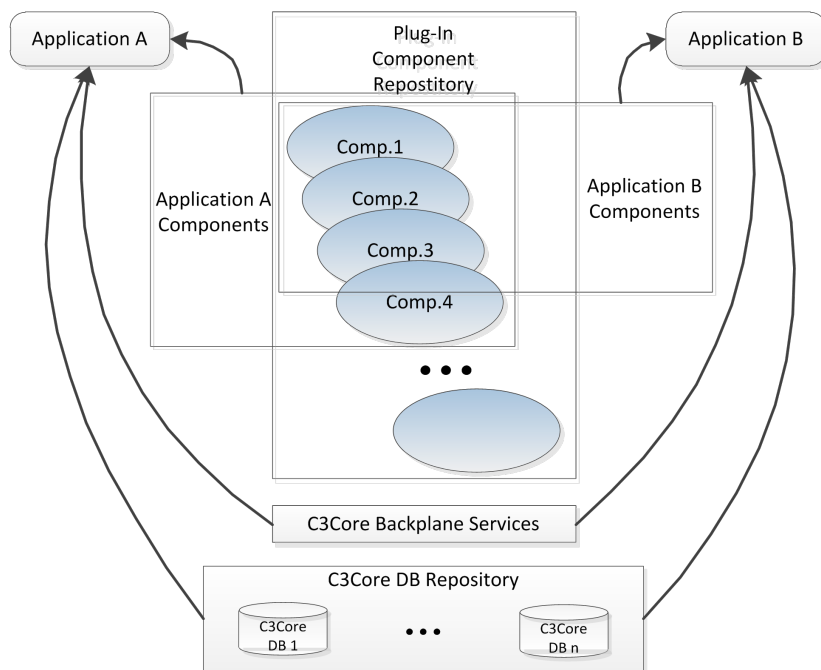 Application A
Plug-In
Component
Repostitory
Application B
Comp.1
Application A
Components
Comp.2
Application B
Components
Comp.3
Comp.4
•••
C3Core Backplane Services
C3Core DB Repository
C3Core
DB 1
•••
C3Core
DB n